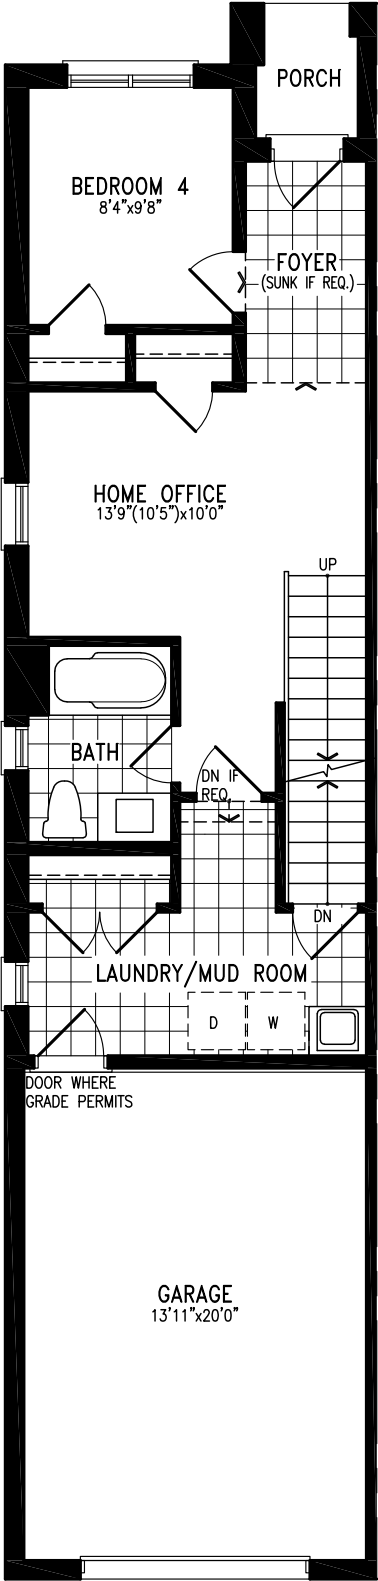 PORCH
BEDROOM 4
8'4"x9'8"
FOYER
(SUNK IF REQ.)
HOME OFFICE
13'9"(10'5")x10'0"
UP
BATH
DN IF
REQ.
DN
LAUNDRY/MUD ROOM
D
W
DOOR WHERE
GRADE PERMITS
GARAGE
13'11"x20'0"